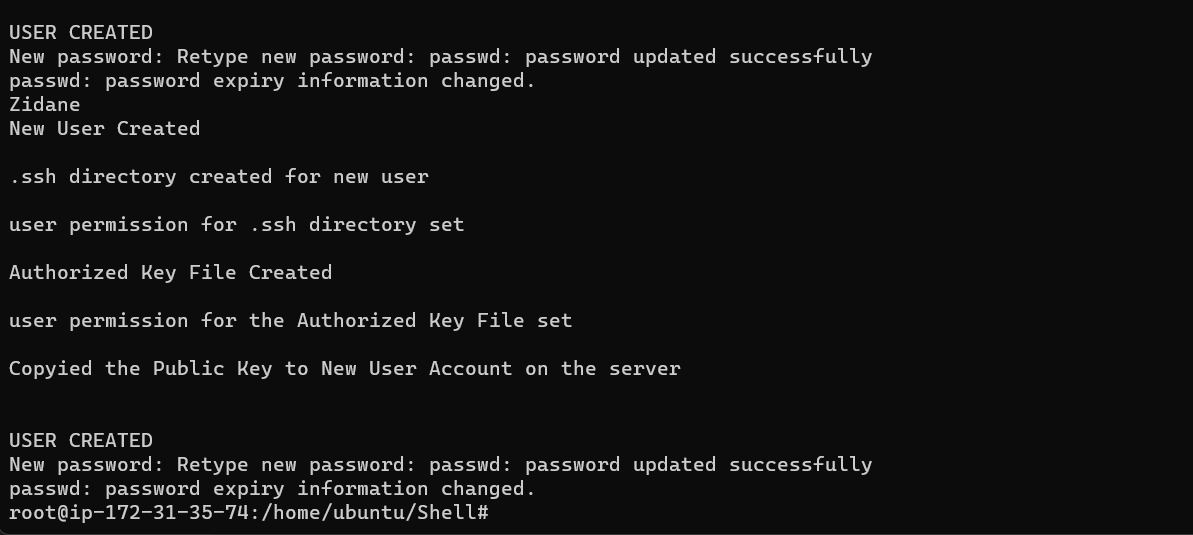 USER CREATED
New password: Retype new password: passwd: password updated successfully
passwd: password expiry information changed.
Zidane
New User Created
.ssh directory created for new user
user permission for .ssh directory set
Authorized Key File Created
user permission for the Authorized Key File set
Copyied the Public Key to New User Account on the server
USER CREATED
New password: Retype new password: passwd: password updated successfully
passwd: password expiry information changed.
root@ip-172-31-35-74:/home/ubuntu/Shell#